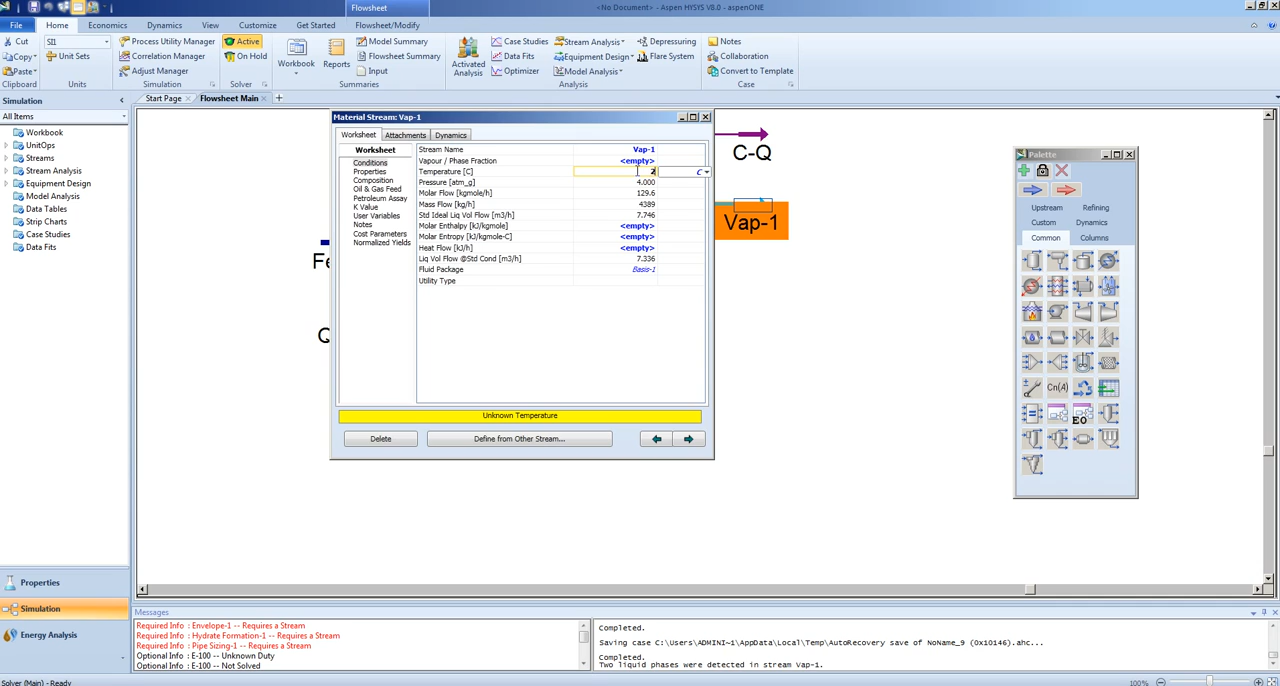 Flowsheet
<No Document> - Aspen HYSYS V8.0 - aspenONE
File Home Economics Dynamics View Customize Get Started Flowsheet/Modify
Cut SI1 Process Utility Manager Active Model Summary Case Studies Stream Analysis Depressuring Notes
Copy Unit Sets Correlation Manager On Hold Workbook Reports Flowsheet Summary Activated Analysis Data Fits Equipment Design Flare System Collaboration
Paste Adjust Manager Input Optimizer Model Analysis Convert to Template
Clipboard Units Simulation Solver Summaries Analysis Case
Simulation
All Items
Workbook
UnitOps
Streams
Stream Analysis
Equipment Design
Model Analysis
Data Tables
Strip Charts
Case Studies
Data Fits
Properties
Simulation
Energy Analysis
Start Page Flowsheet Main
Material Stream: Vap-1
Worksheet Attachments Dynamics
Worksheet
Conditions
Properties
Composition
Oil & Gas Feed
Petroleum Assay
K Value
User Variables
Notes
Cost Parameters
Normalized Yields
Stream Name Vap-1
Vapour / Phase Fraction <empty>
Temperature [C] 2 C
Pressure [atm_g] 4.000
Molar Flow [kgmole/h] 129.6
Mass Flow [kg/h] 4389
Std Ideal Liq Vol Flow [m3/h] 7.746
Molar Enthalpy [kJ/kgmole] <empty>
Molar Entropy [kJ/kgmole-C] <empty>
Heat Flow [kJ/h] <empty>
Liq Vol Flow @Std Cond [m3/h] 7.336
Fluid Package Basis-1
Utility Type
Unknown Temperature
Delete Define from Other Stream...
Fe
Q
C-Q
Vap-1
Palette
Upstream Refining
Custom Dynamics
Common Columns
Cn(A)
EO
Messages
Required Info : Envelope-1 -- Requires a Stream
Required Info : Hydrate Formation-1 -- Requires a Stream
Required Info : Pipe Sizing-1 -- Requires a Stream
Optional Info : E-100 -- Unknown Duty
Optional Info : E-100 -- Not Solved
Completed.
Saving case C:\Users\ADMINI~1\AppData\Local\Temp\AutoRecovery save of NoName_9 (0x10146).ahc...
Completed.
Two liquid phases were detected in stream Vap-1.
Solver (Main) - Ready
100%